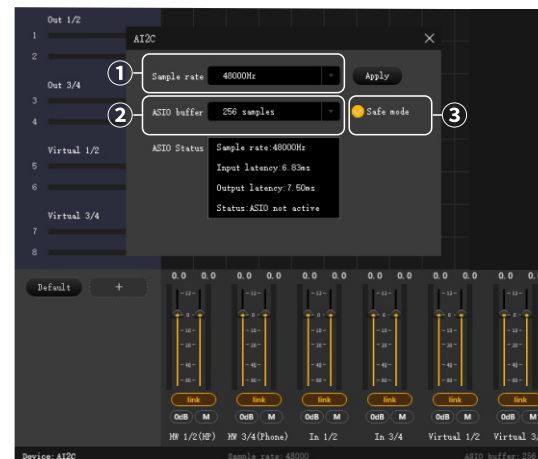 Out 1/2
1
2
Out 3/4
3
4
Virtual 1/2
5
6
Virtual 3/4
7
8
AI2C
① Sample rate 48000Hz Apply
② ASIO buffer 256 samples Safe mode ③
ASIO Status Sample rate:48000Hz
Input latency:6.83ms
Output latency:7.50ms
Status:ASIO not active
Default +
0.0 0.0 0.0 0.0 0.0 0.0 0.0 0.0 0.0 0.0 0.0 0.0
link link link link link link
0dB M 0dB M 0dB M 0dB M 0dB M 0dB M
HW 1/2(HP) HW 3/4(Phone) In 1/2 In 3/4 Virtual 1/2 Virtual 3/
Device: AI2C Sample rate: 48000 ASIO buffer: 256